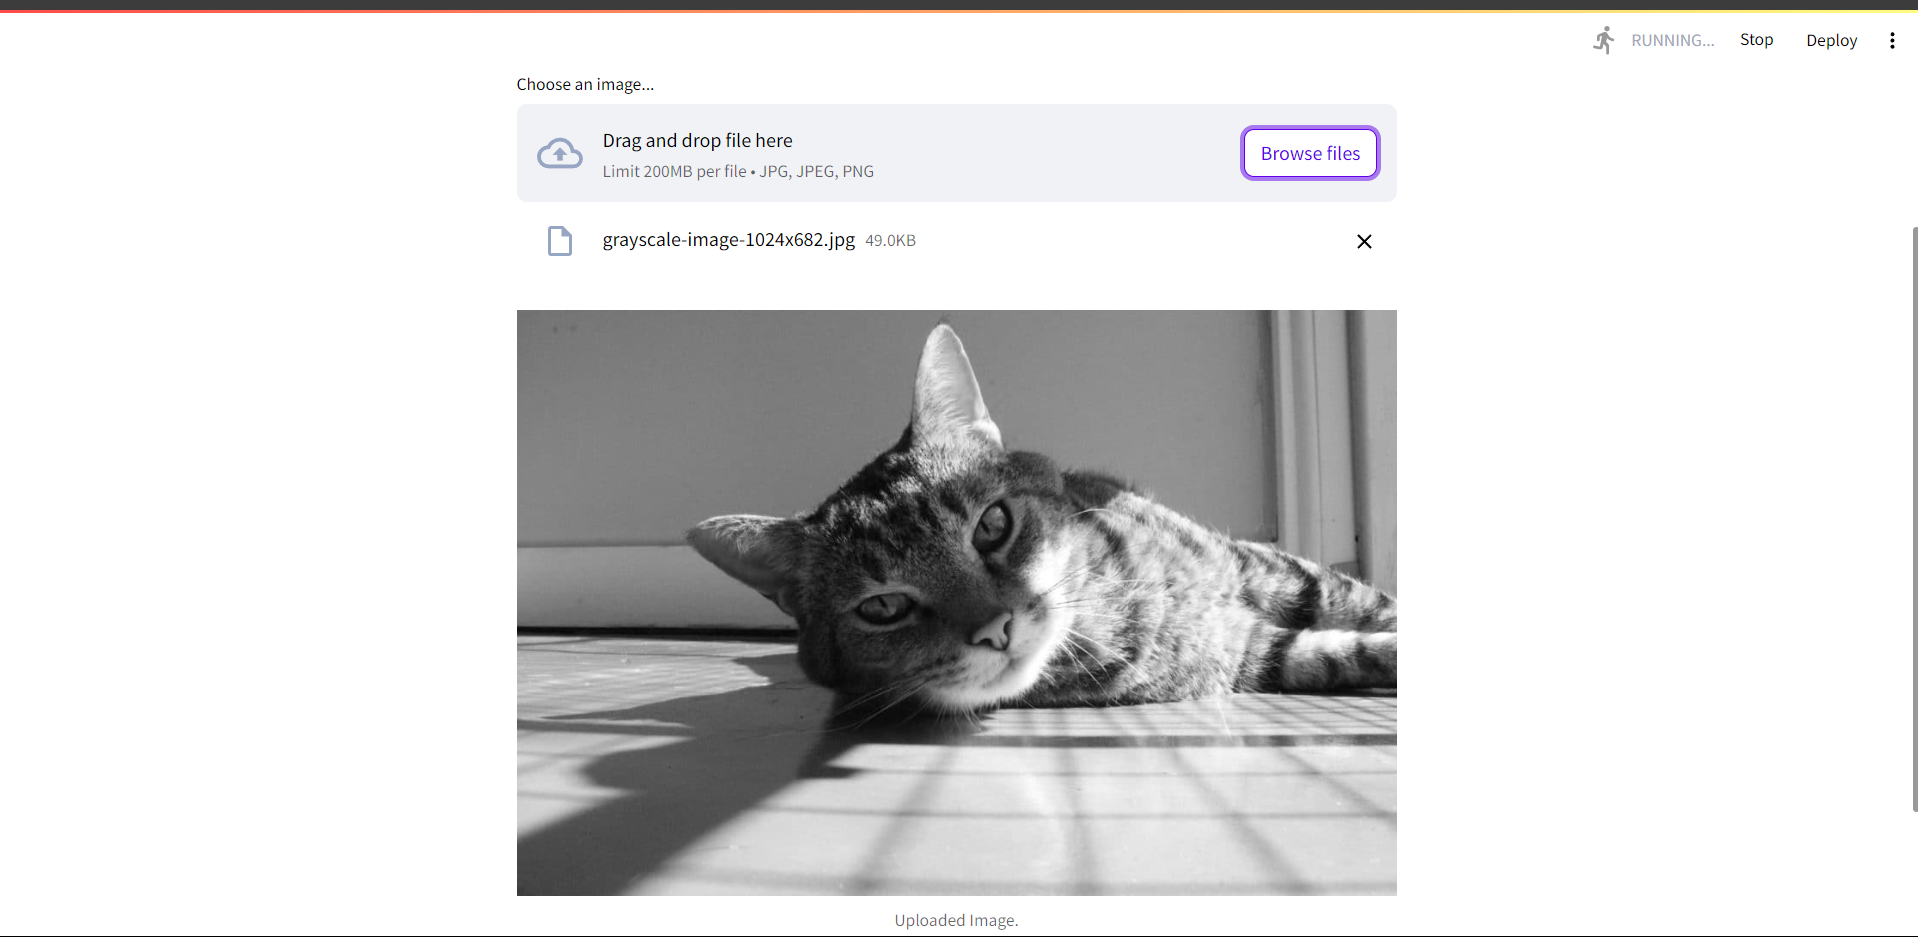 RUNNING... Stop Deploy
Choose an image...
Drag and drop file here
Limit 200MB per file • JPG, JPEG, PNG
Browse files
grayscale-image-1024x682.jpg 49.0KB
Uploaded Image.